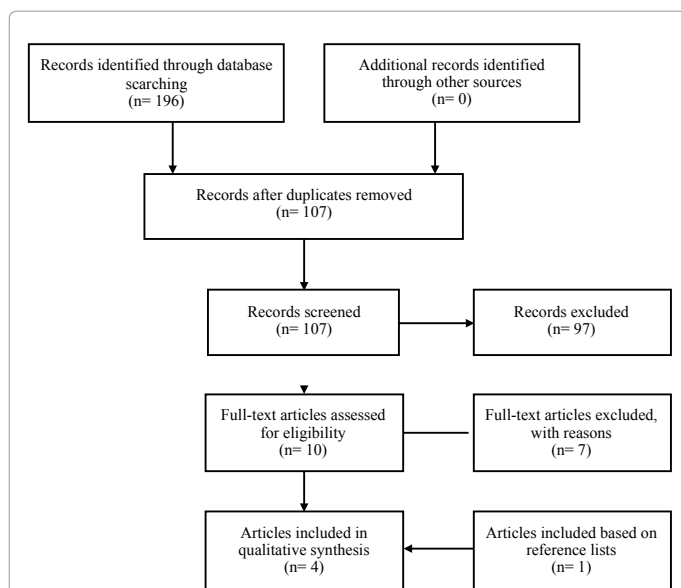 Records identified through database
scarching
(n= 196)
Additional records identified
through other sources
(n= 0)
Records after duplicates removed
(n= 107)
Records screened
(n= 107)
Records excluded
(n= 97)
Full-text articles assessed
for eligibility
(n= 10)
Full-text articles excluded,
with reasons
(n= 7)
Articles included in
qualitative synthesis
(n= 4)
Articles included based on
reference lists
(n= 1)